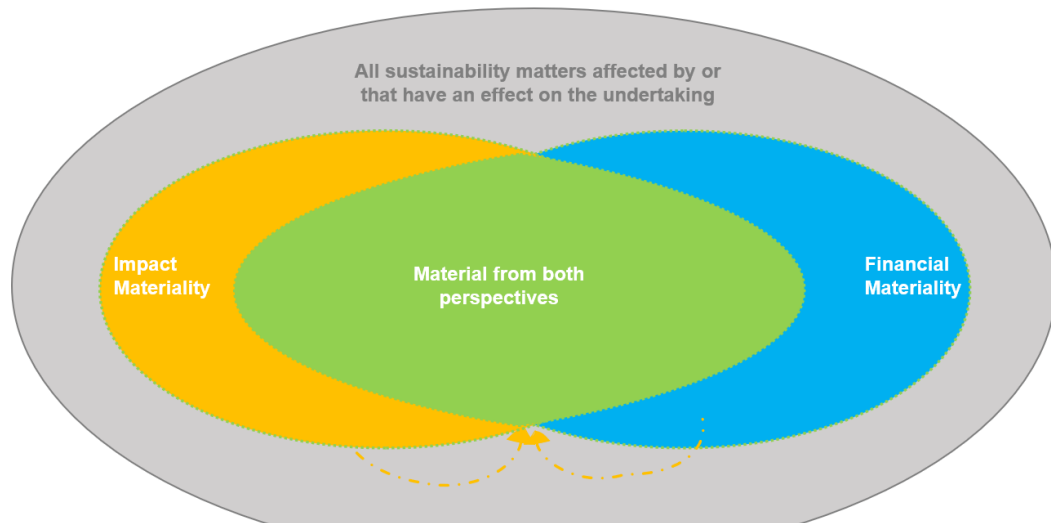 All sustainability matters affected by or
that have an effect on the undertaking
Impact
Materiality
Material from both
perspectives
Financial
Materiality